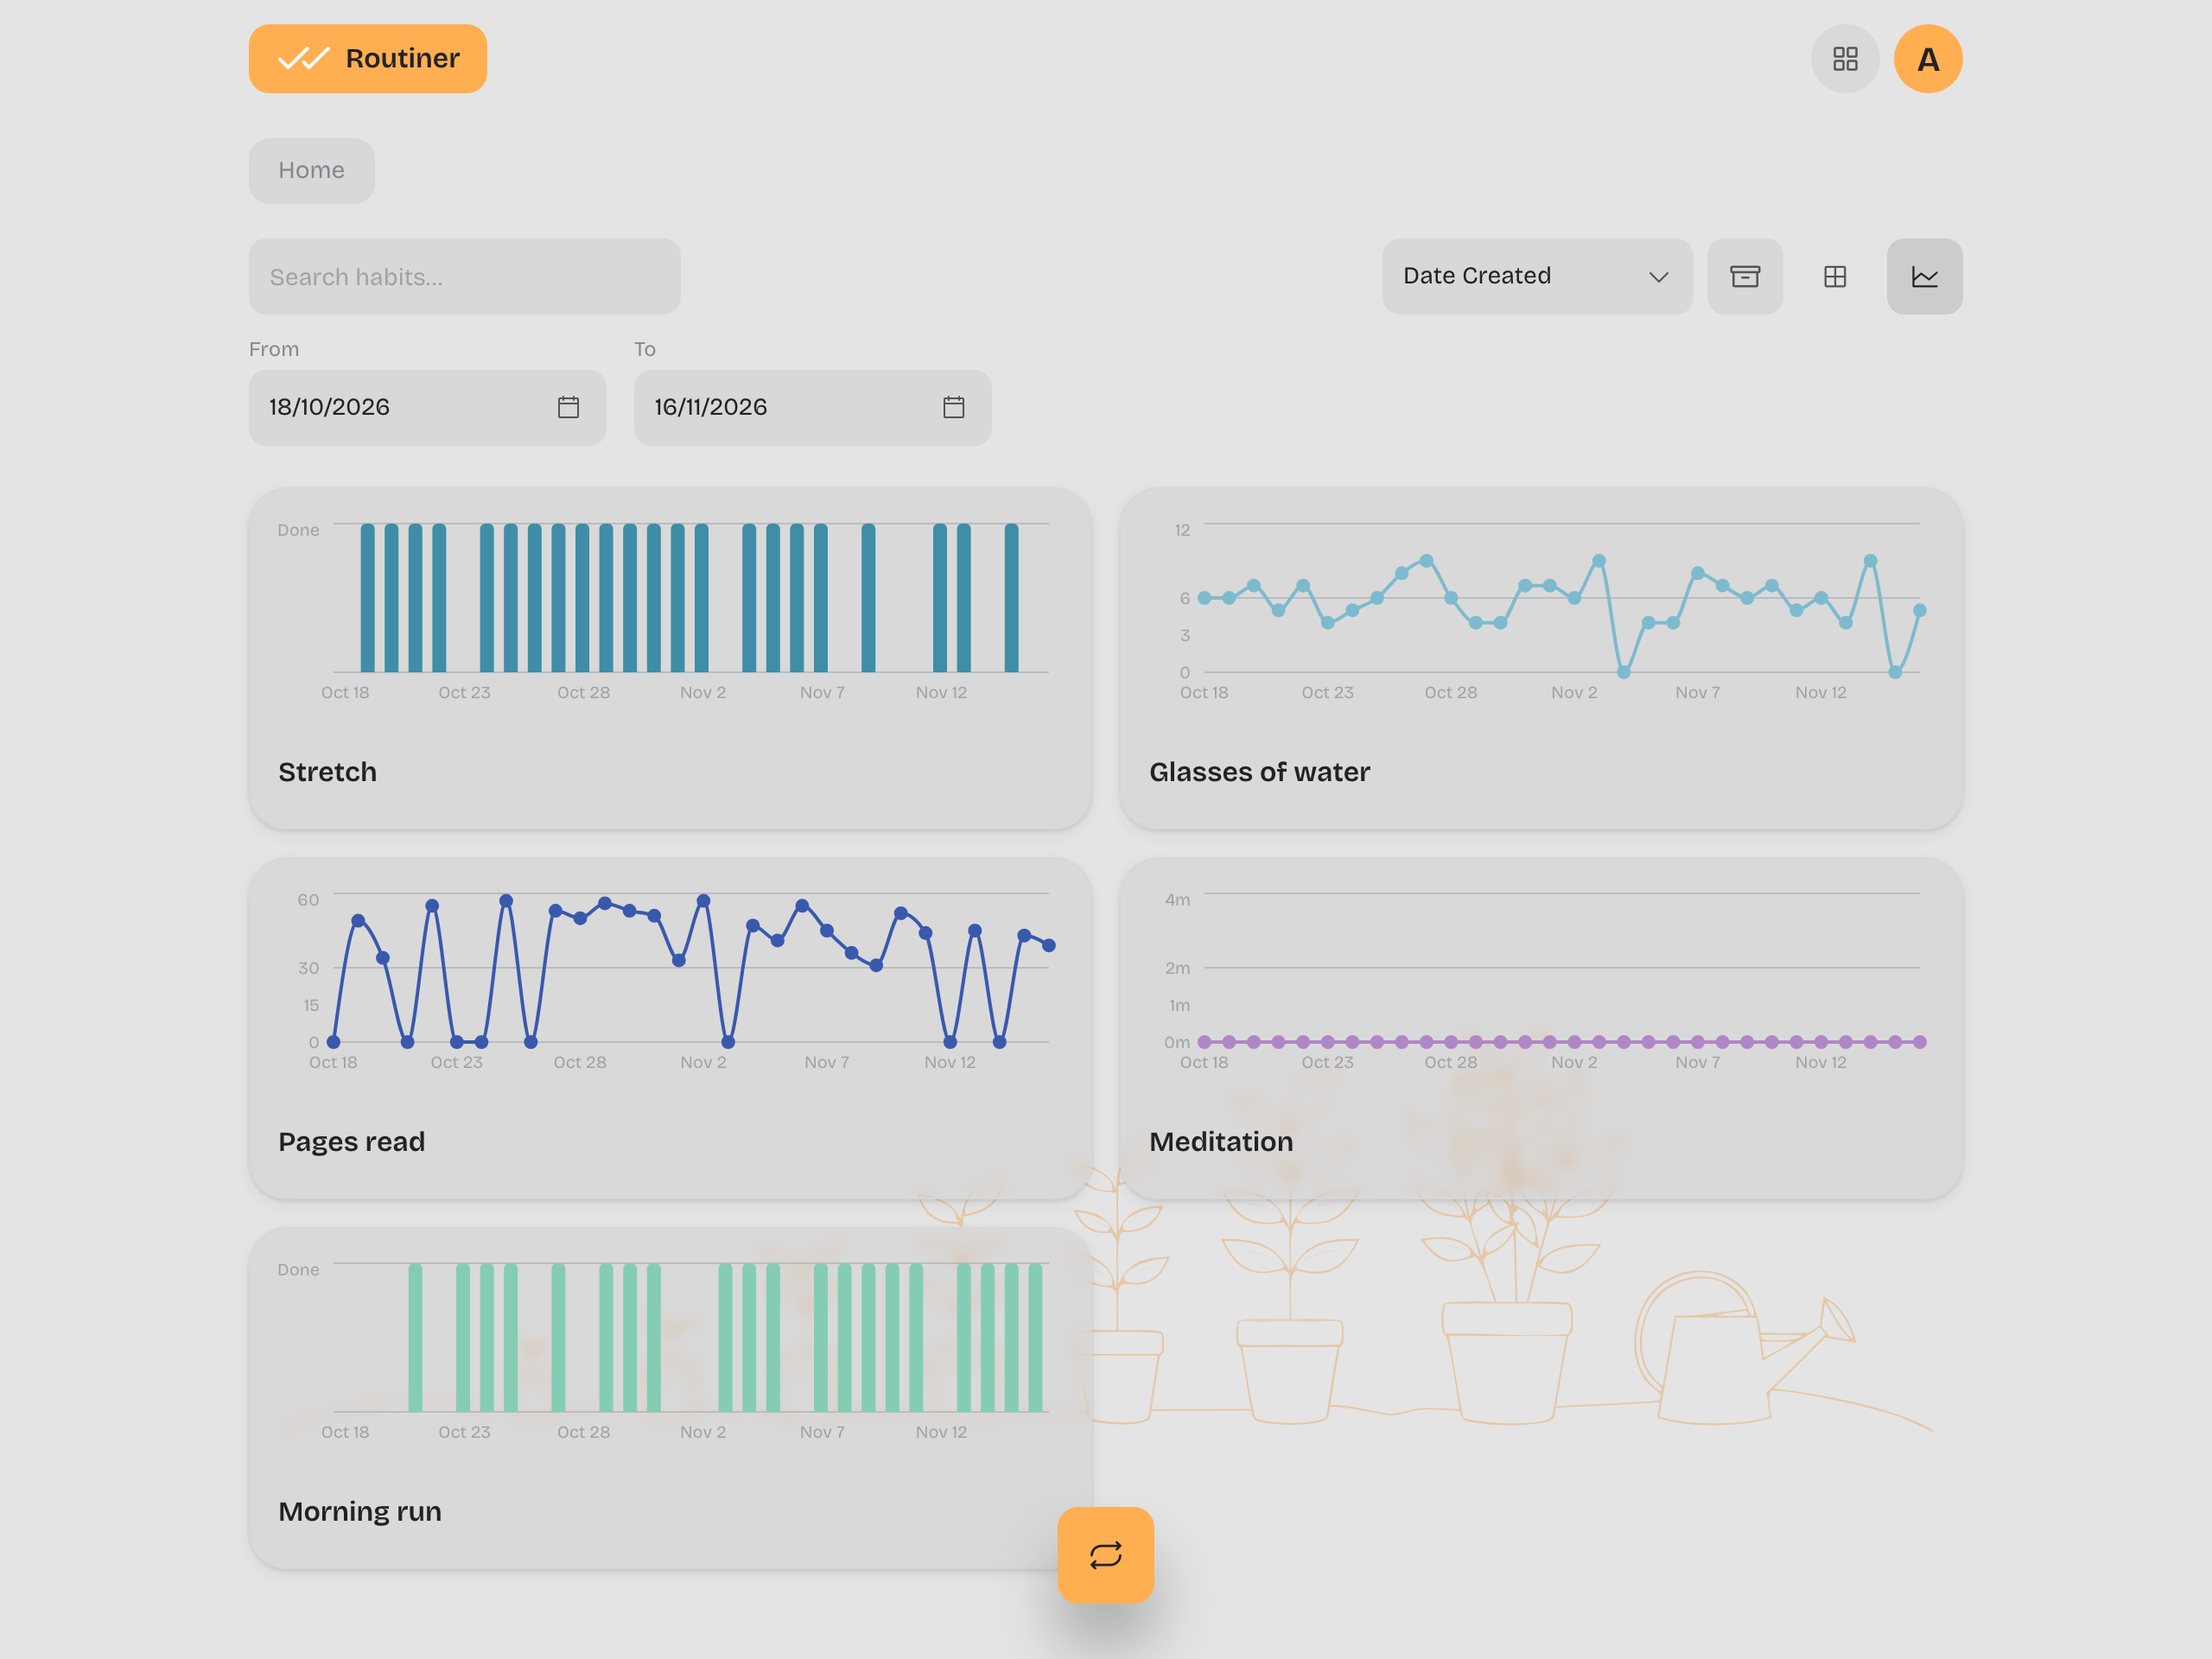 Routiner
A
Home
Search habits...
Date Created
From
To
18/10/2026
16/11/2026
Done
Oct 18 Oct 23 Oct 28 Nov 2 Nov 7 Nov 12
Stretch
12
6
3
0
Oct 18 Oct 23 Oct 28 Nov 2 Nov 7 Nov 12
Glasses of water
60
30
15
0
Oct 18 Oct 23 Oct 28 Nov 2 Nov 7 Nov 12
Pages read
4m
2m
1m
0m
Oct 18 Oct 23 Oct 28 Nov 2 Nov 7 Nov 12
Meditation
Done
Oct 18 Oct 23 Oct 28 Nov 2 Nov 7 Nov 12
Morning run